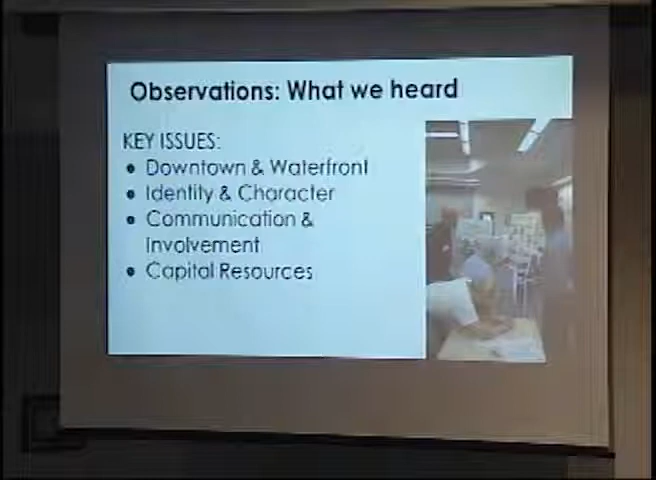 Observations: What we heard
KEY ISSUES:
● Downtown & Waterfront
● Identity & Character
● Communication &
Involvement
● Capital Resources